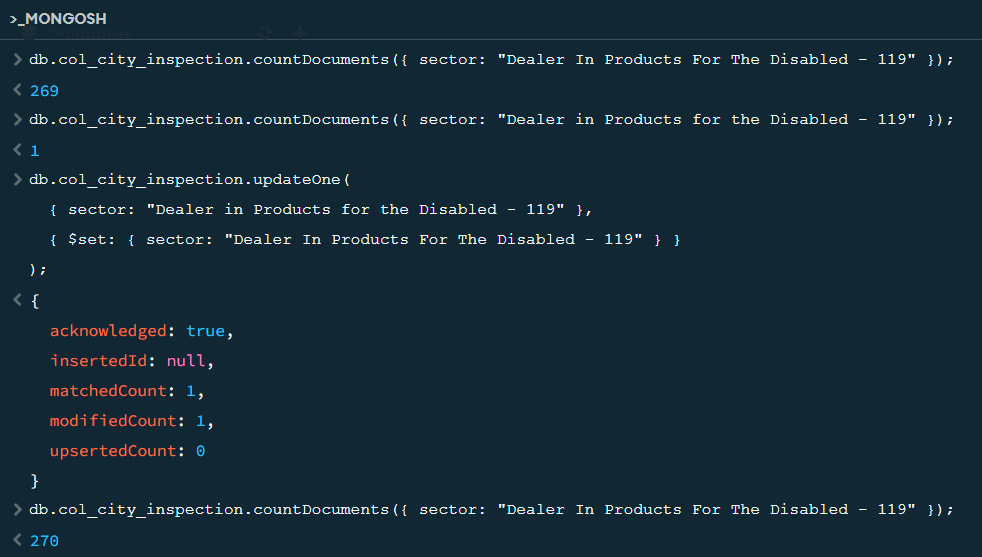 >_MONGOSH
> db.col_city_inspection.countDocuments({ sector: "Dealer In Products For The Disabled - 119" });
< 269
> db.col_city_inspection.countDocuments({ sector: "Dealer in Products for the Disabled - 119" });
< 1
> db.col_city_inspection.updateOne(
{ sector: "Dealer in Products for the Disabled - 119" },
{ $set: { sector: "Dealer In Products For The Disabled - 119" } }
);
< {
acknowledged: true,
insertedId: null,
matchedCount: 1,
modifiedCount: 1,
upsertedCount: 0
}
> db.col_city_inspection.countDocuments({ sector: "Dealer In Products For The Disabled - 119" });
< 270